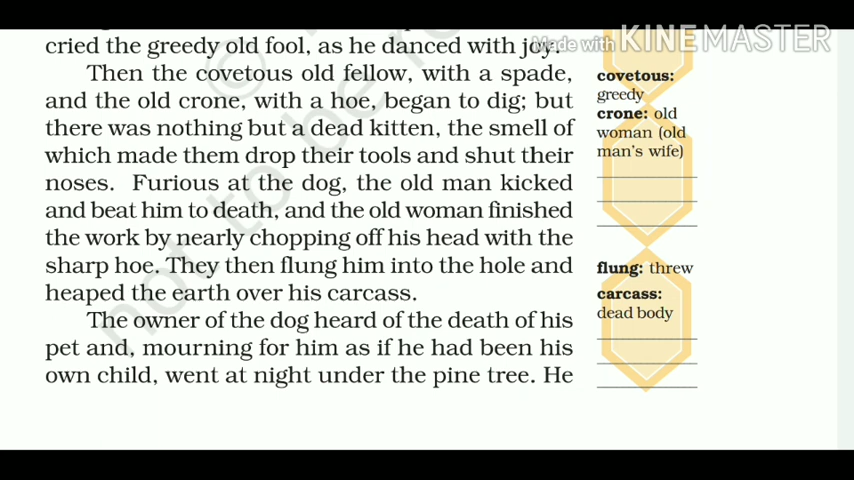 cried the greedy old fool, as he danced with joy.
Made with KINEMASTER
Then the covetous old fellow, with a spade,
and the old crone, with a hoe, began to dig; but
there was nothing but a dead kitten, the smell of
which made them drop their tools and shut their
noses. Furious at the dog, the old man kicked
and beat him to death, and the old woman finished
the work by nearly chopping off his head with the
sharp hoe. They then flung him into the hole and
heaped the earth over his carcass.
The owner of the dog heard of the death of his
pet and, mourning for him as if he had been his
own child, went at night under the pine tree. He
covetous:
greedy
crone: old
woman (old
man's wife)
flung: threw
carcass:
dead body
©
not to be re